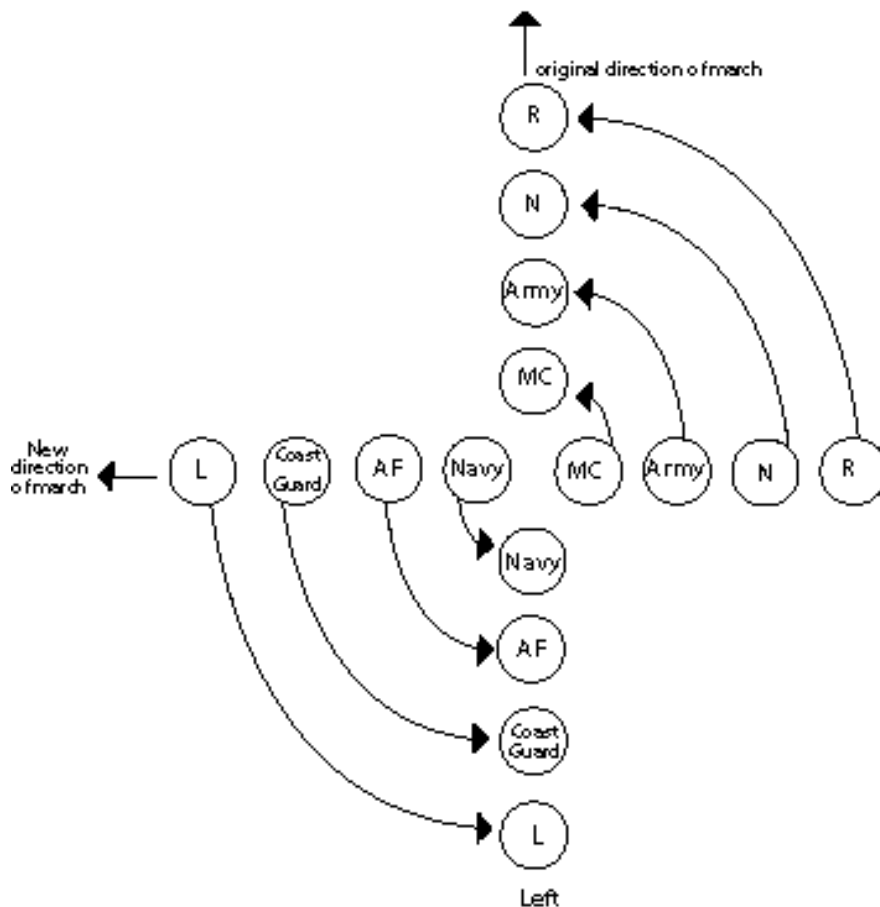 original direction of march
R
N
Army
MC
New
direction
of march
L
Coast
Guard
AF
Navy
MC
Army
N
R
Navy
AF
Coast
Guard
L
Left